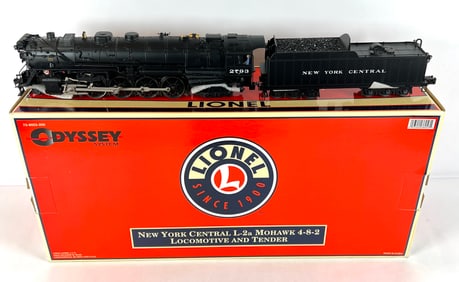 2793
NEW YORK CENTRAL
LIONEL
ODYSSEY
SYSTEM
LIONEL
L
SINCE 1900
NEW YORK CENTRAL L-2a MOHAWK 4-8-2
LOCOMOTIVE AND TENDER